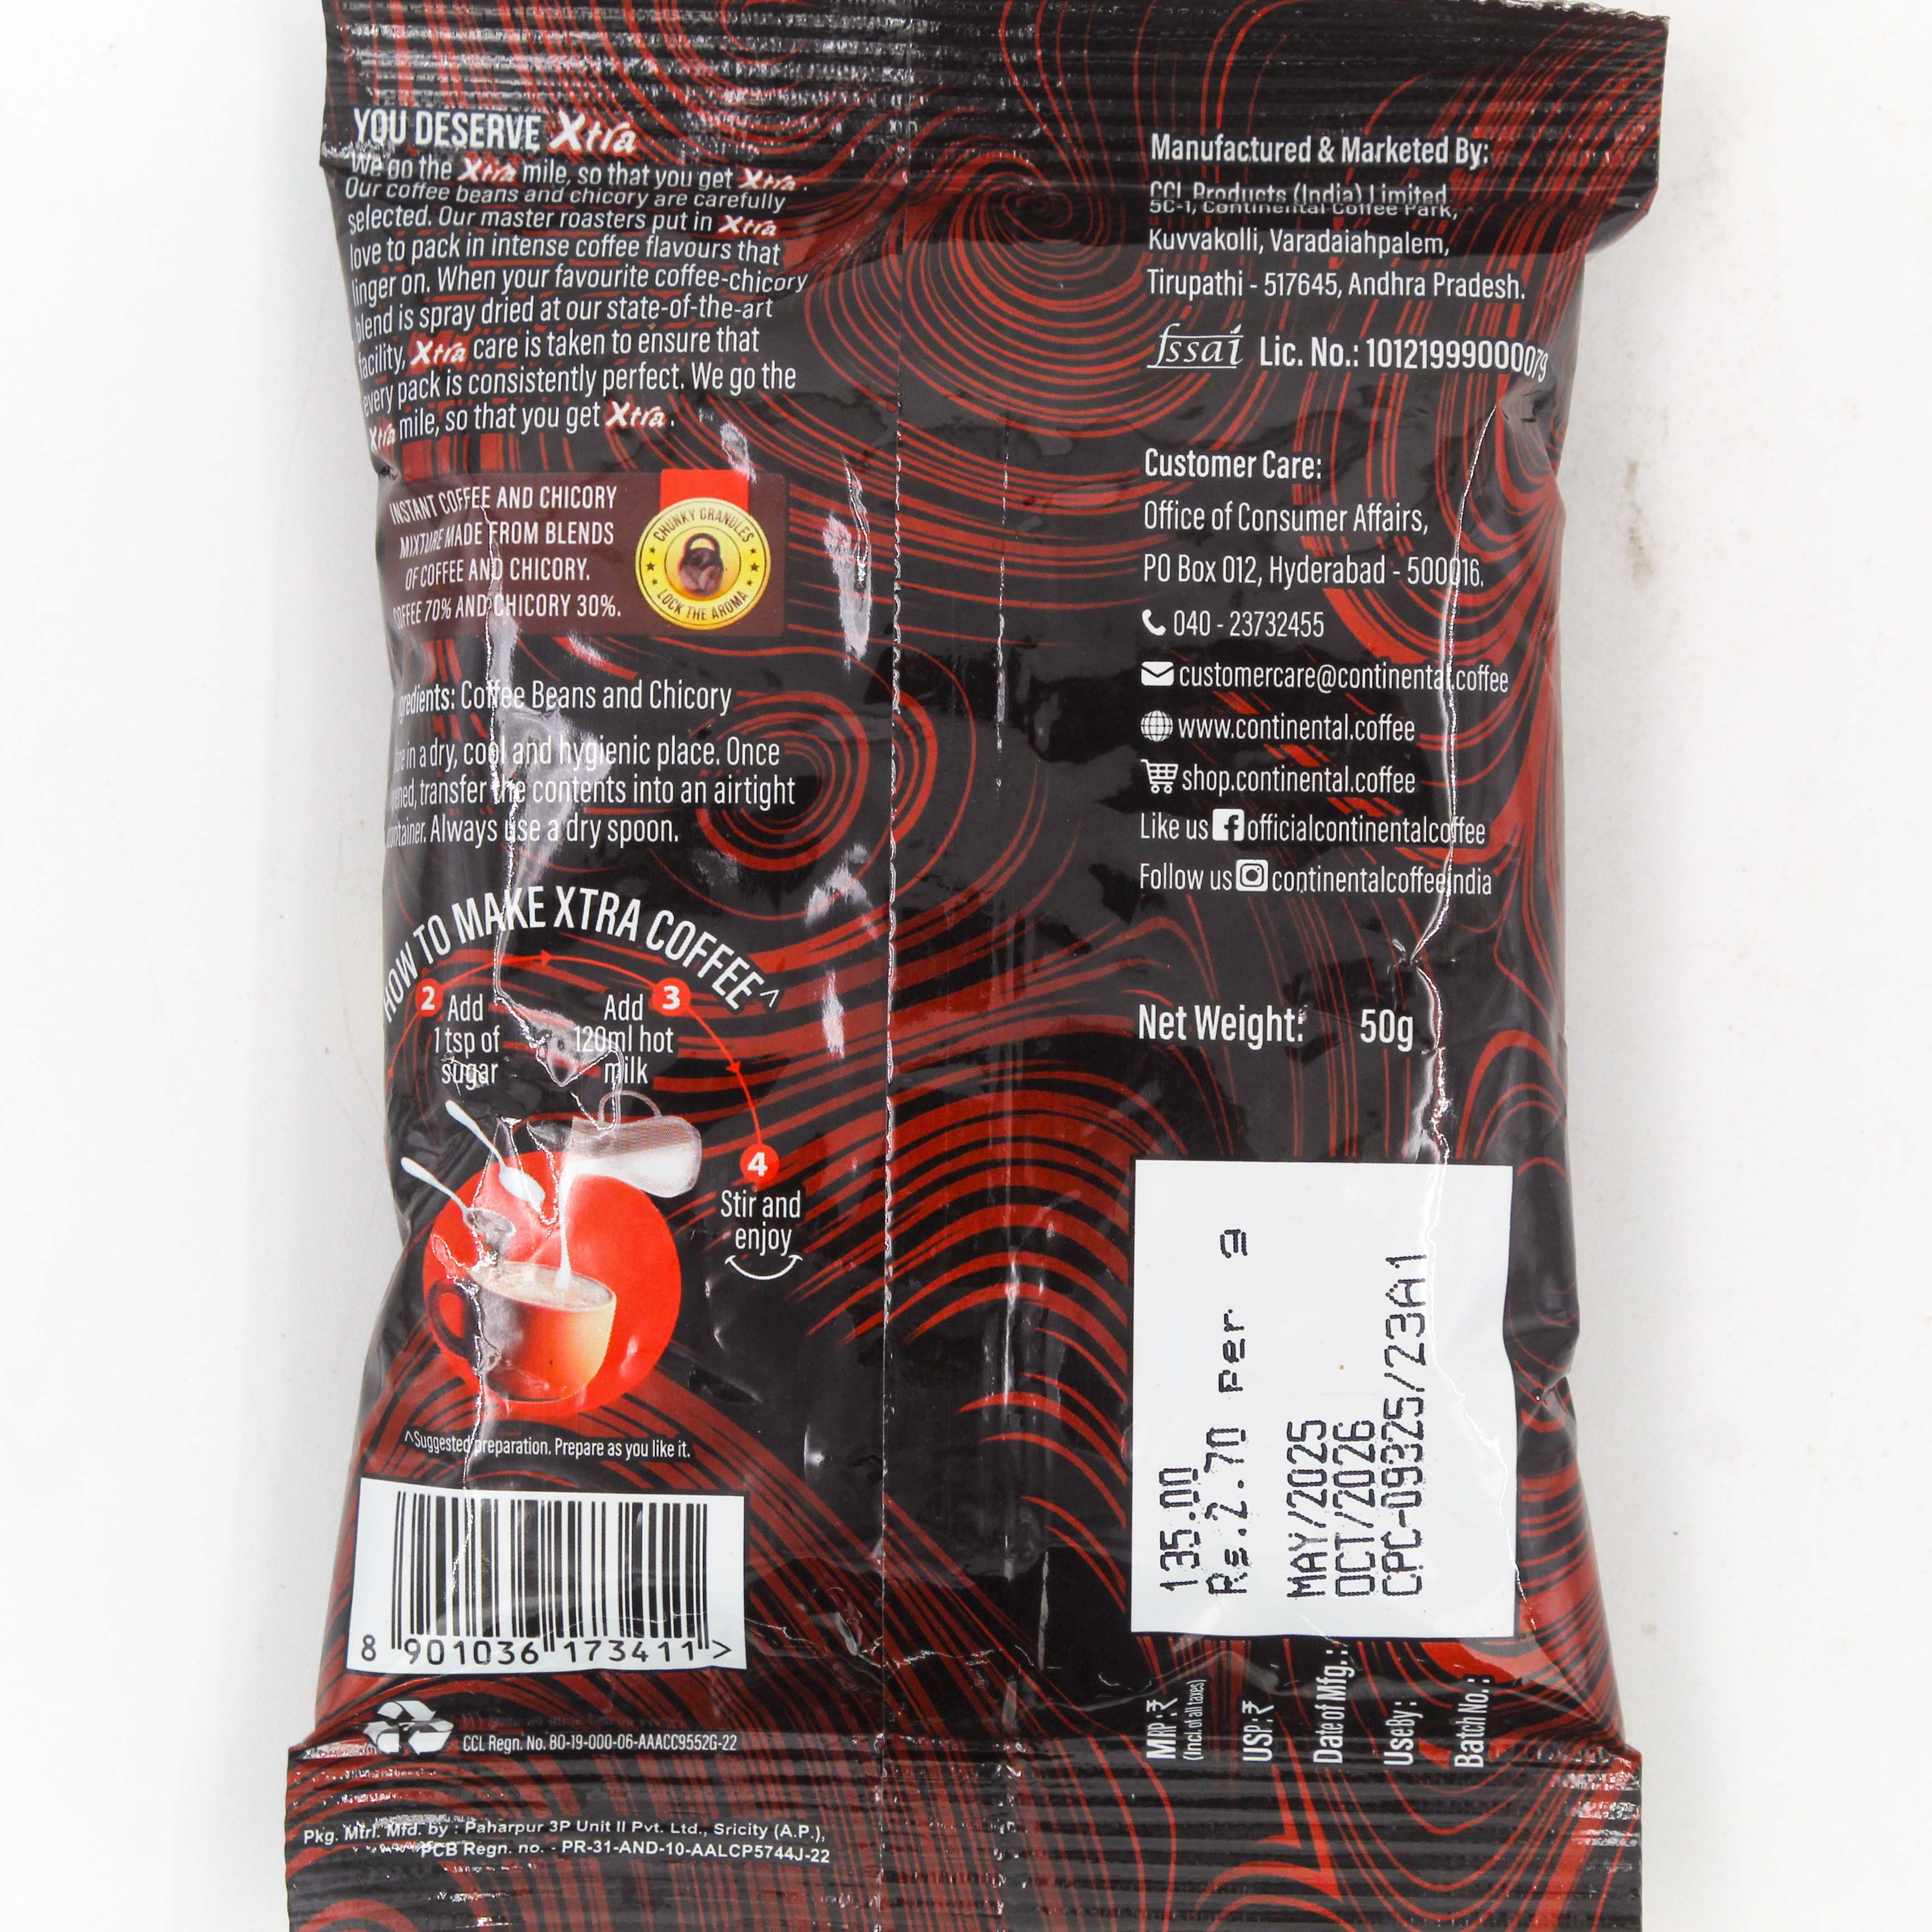 YOU DESERVE Xtra
We go the Xtra mile, so that you get Xtra.
Our coffee beans and chicory are carefully
selected. Our master roasters put in Xtra
love to pack in intense coffee flavours that
linger on. When your favourite coffee-chicory
blend is spray dried at our state-of-the-art
facility, Xtra care is taken to ensure that
every pack is consistently perfect. We go the
Xtra mile, so that you get Xtra.
INSTANT COFFEE AND CHICORY
MIXTURE MADE FROM BLENDS
OF COFFEE AND CHICORY.
COFFEE 70% AND CHICORY 30%.
CHUNKY GRANULES
LOCK THE AROMA
gredients: Coffee Beans and Chicory
in a dry, cool and hygienic place. Once
ened, transfer the contents into an airtight
container. Always use a dry spoon.
HOW TO MAKE XTRA COFFEE^
2 Add
1 tsp of
sugar
Add 3
120ml hot
milk
4
Stir and
enjoy
^Suggested preparation. Prepare as you like it.
8 901036 173411 >
CCL Regn. No. BO-19-000-06-AAACC9552G-22
Pkg. Mtrl. Mfd. by : Paharpur 3P Unit II Pvt. Ltd., Sricity (A.P.),
PCB Regn. no. - PR-31-AND-10-AALCP5744J-22
Manufactured & Marketed By:
CCL Products (India) Limited
5C-1, Continental Coffee Park,
Kuvvakolli, Varadaiahpalem,
Tirupathi - 517645, Andhra Pradesh.
fssai Lic. No.: 10121999000079
Customer Care:
Office of Consumer Affairs,
PO Box 012, Hyderabad - 500016.
040 - 23732455
customercare@continental.coffee
www.continental.coffee
shop.continental.coffee
Like us officialcontinentalcoffee
Follow us continentalcoffeeindia
Net Weight: 50g
135.00
Rs.2.70 Per g
MAY/2025
OCT/2026
CPC-09325/23A1
MRP:₹
(Incl. of all taxes)
USP:₹
Date of Mfg.:
Use By:
Batch No.: